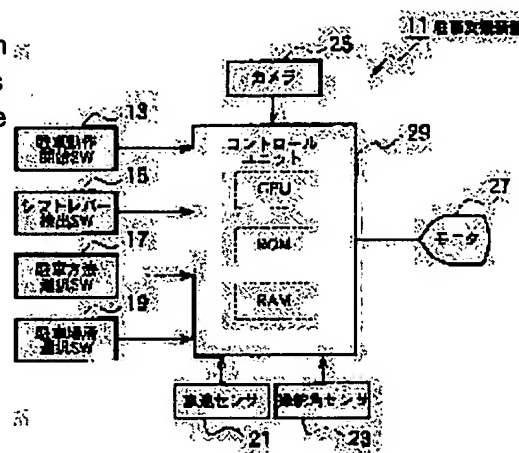 25
11 駐車支援装置
カメラ
s
e
13
駐車動作
開始SW
コントロール
ユニット
29
15
CPU
27
シフトレバー
検出SW
モータ
17
ROM
駐車方法
選択SW
19
RAM
駐車場所
選択SW
車速センサ
操舵角センサ
21
23